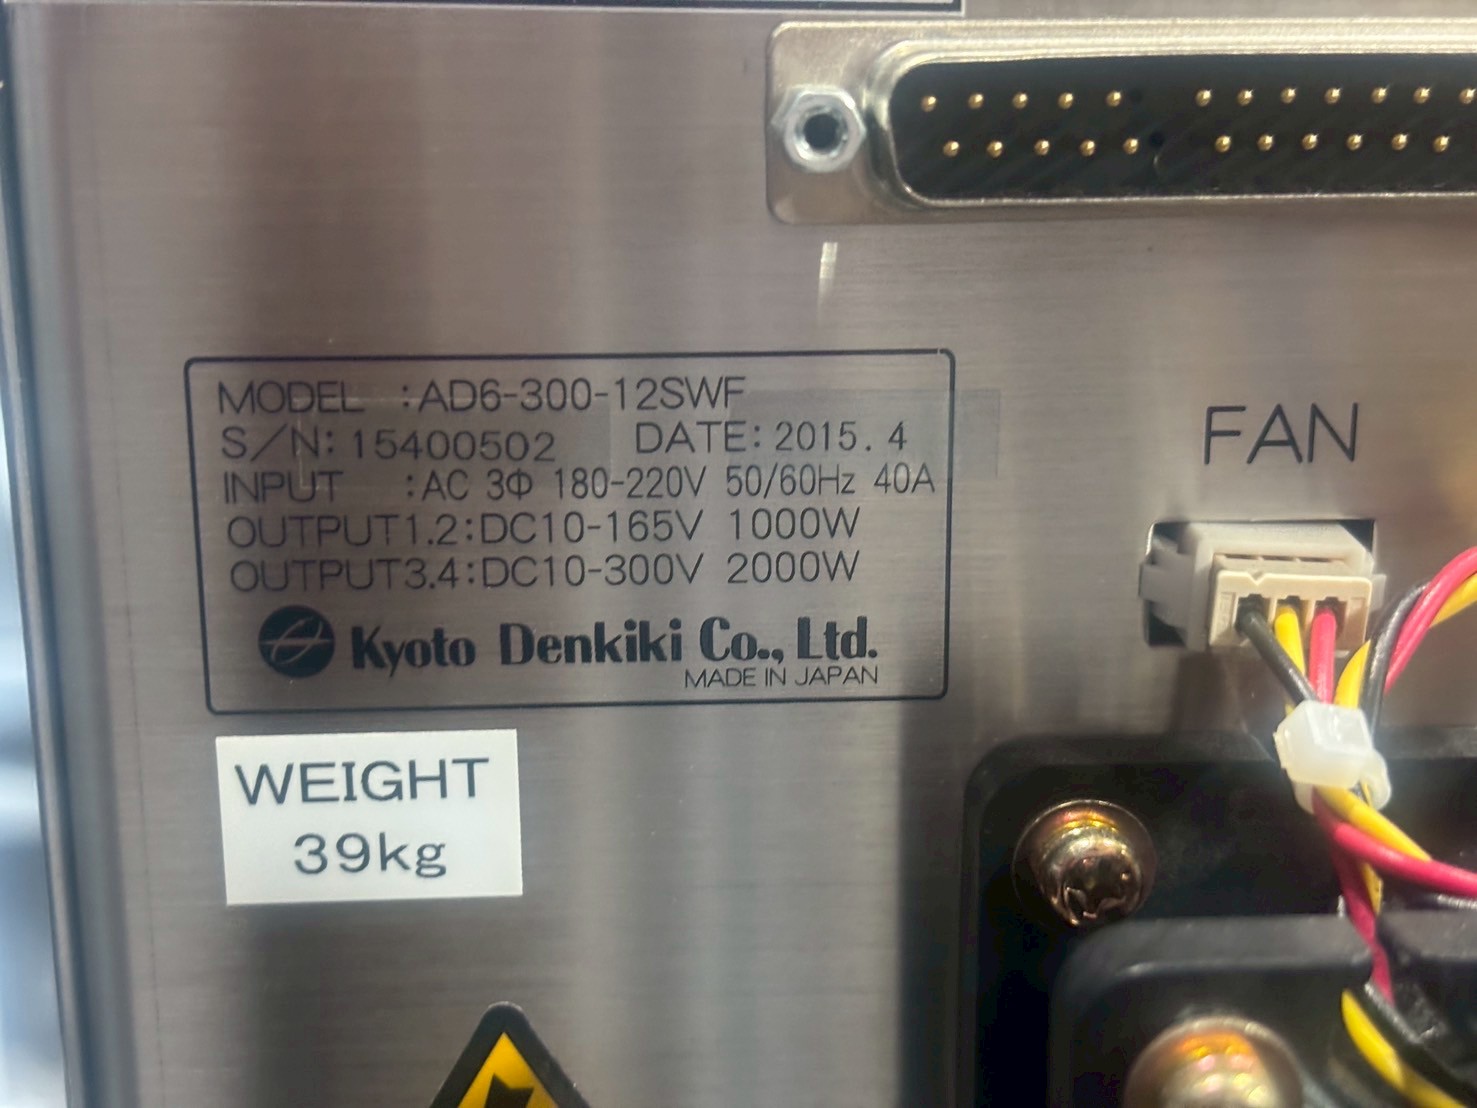 MODEL :AD6-300-12SWF
S/N: 15400502 DATE: 2015. 4
INPUT :AC 3Φ 180-220V 50/60Hz 40A
OUTPUT1.2:DC10-165V 1000W
OUTPUT3.4:DC10-300V 2000W
Kyoto Denkiki Co., Ltd.
MADE IN JAPAN
FAN
WEIGHT
39kg